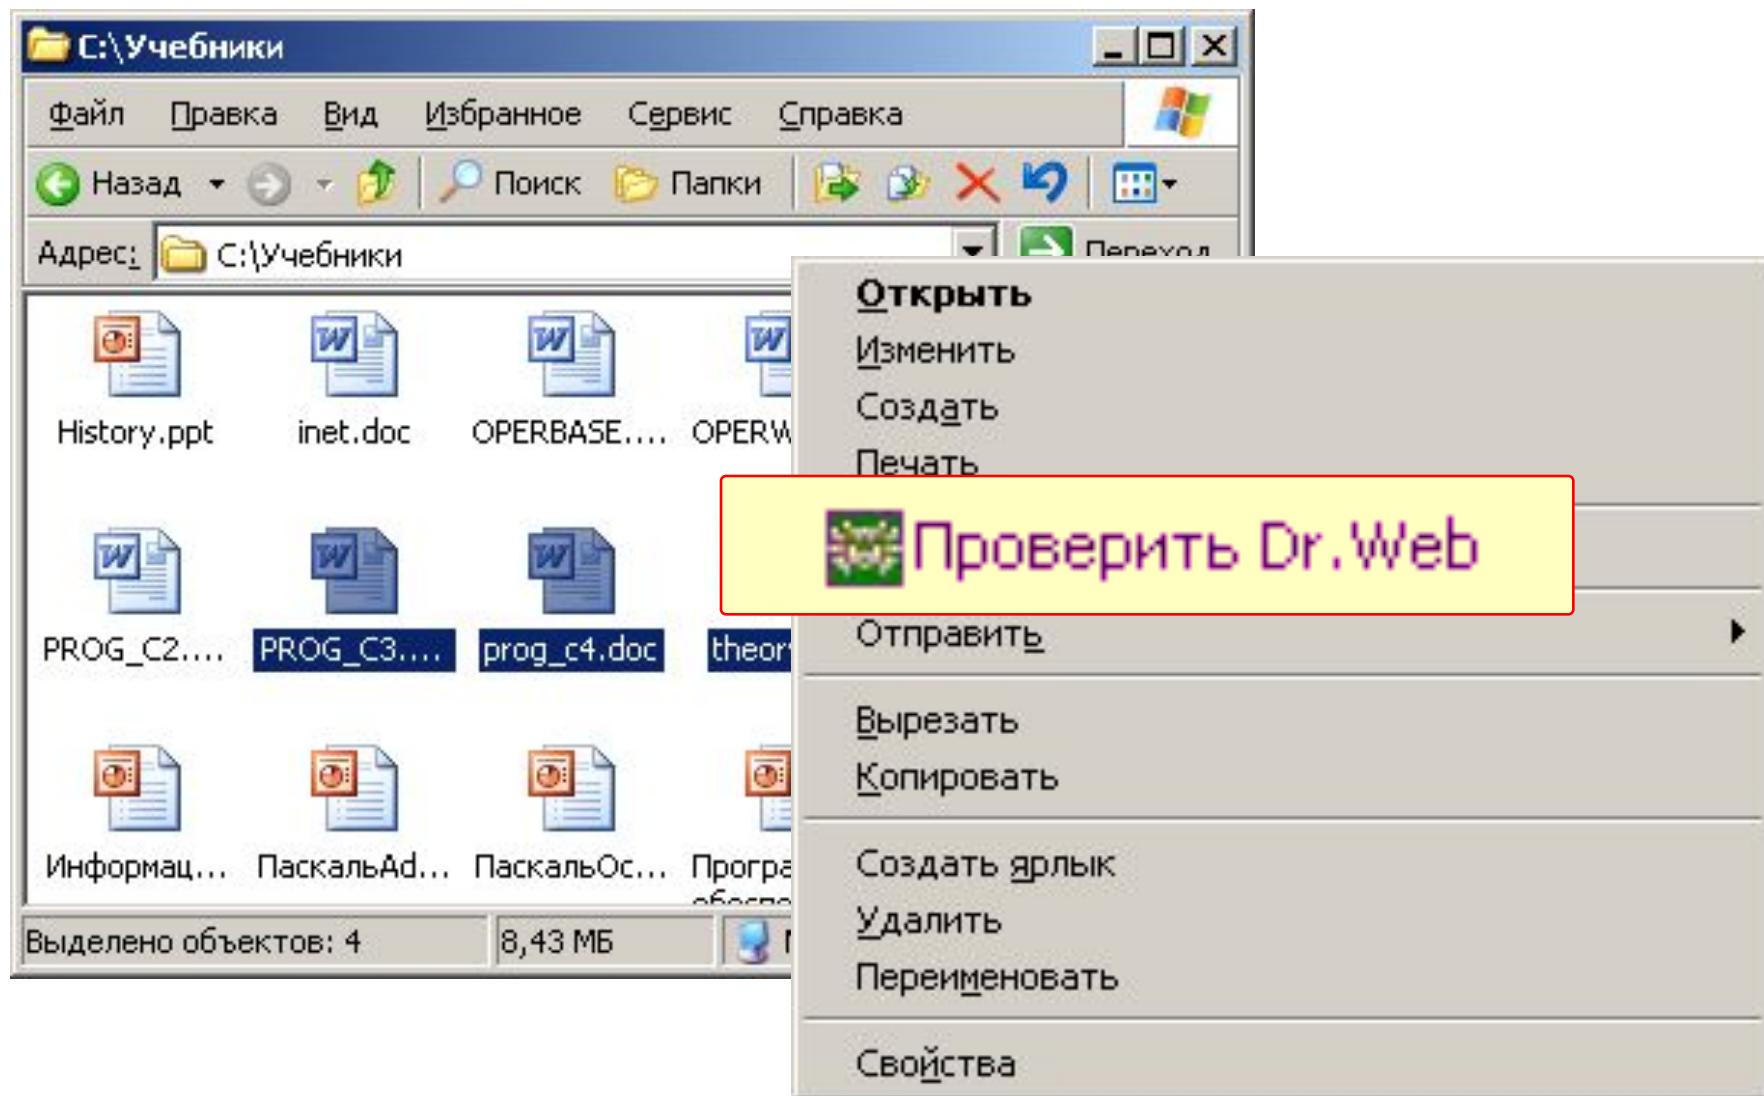 C:\Учебники
Файл Правка Вид Избранное Сервис Справка
Назад Поиск Папки
Адрес: C:\Учебники Переход
History.ppt inet.doc OPERBASE....
PROG_C2.... PROG_C3.... prog_c4.doc
Информац... ПаскальAd... ПаскальОс...
Выделено объектов: 4 8,43 МБ
Открыть
Изменить
Создать
Печать
Проверить Dr.Web
Отправить
Вырезать
Копировать
Создать ярлык
Удалить
Переименовать
Свойства